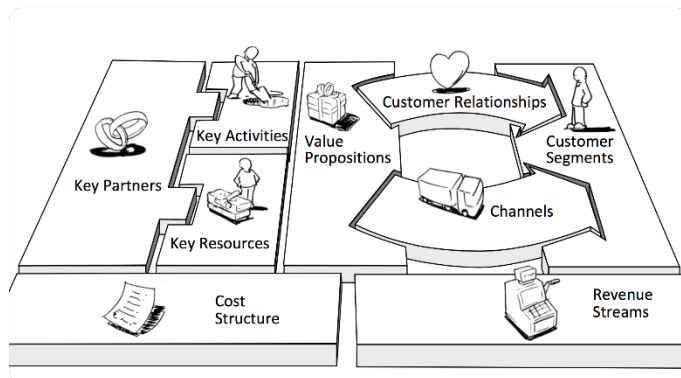 Key Partners
Key Activities
Key Resources
Value
Propositions
Customer Relationships
Channels
Customer
Segments
Cost
Structure
Revenue
Streams